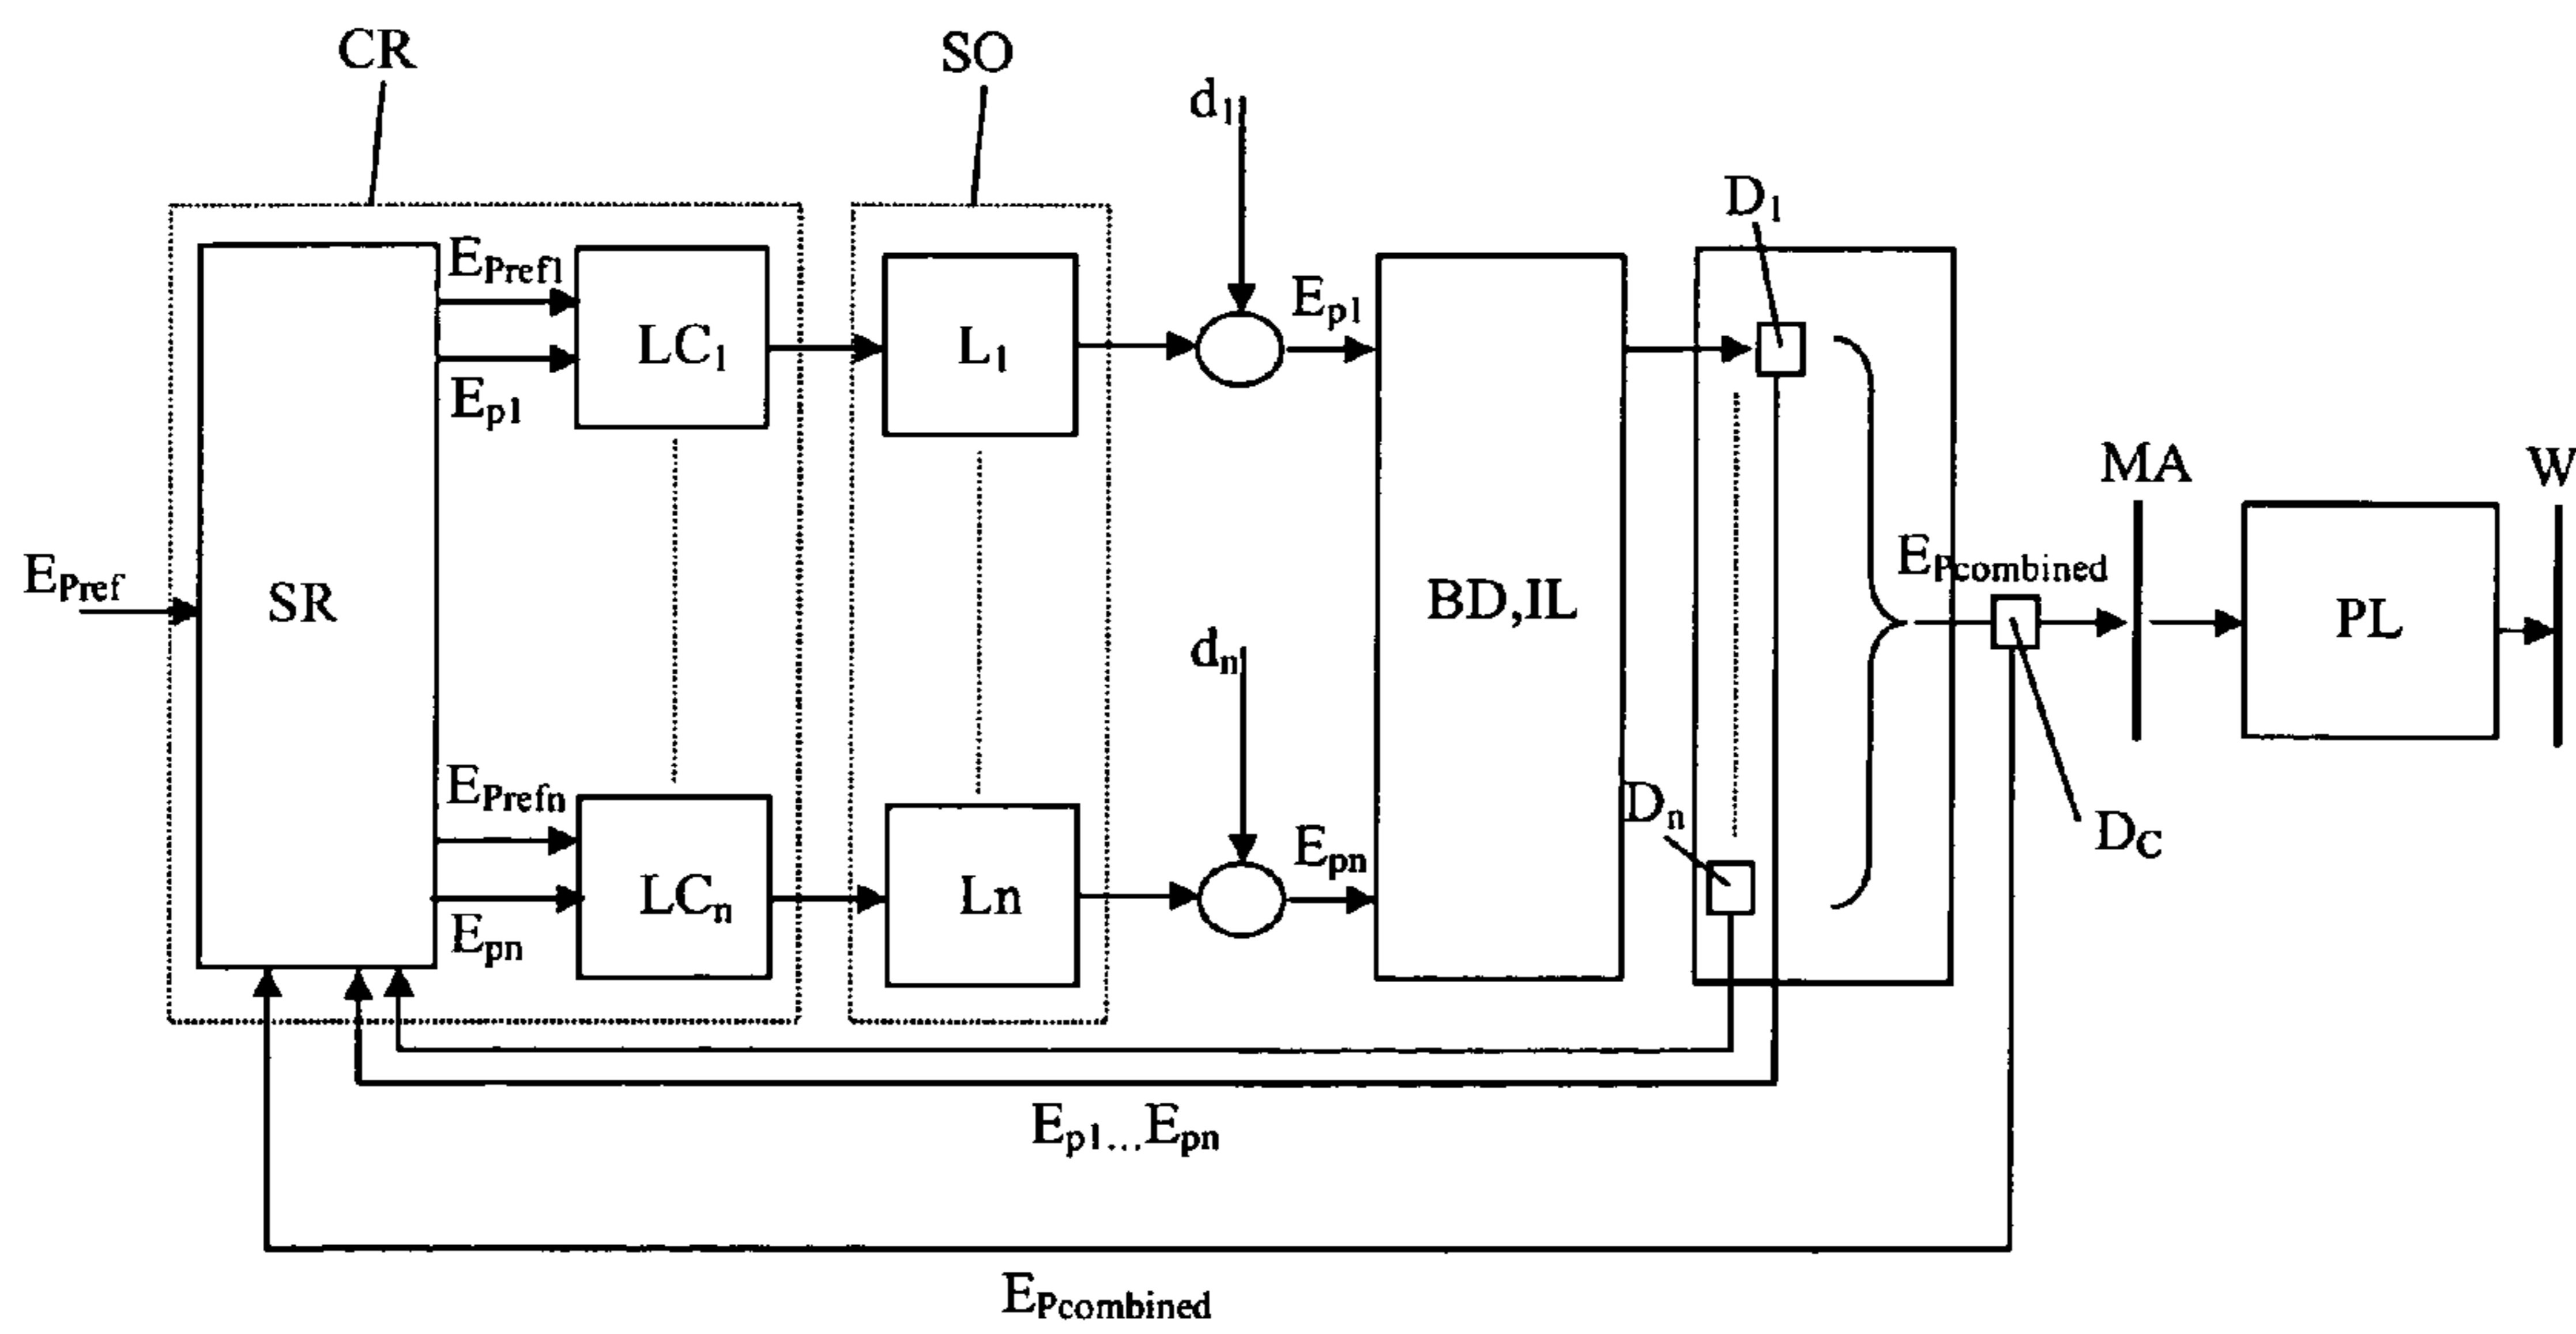 CR
SO
d1
D1
EPref1
LC1
Ep1
L1
Ep1
MA
W
EPref
SR
BD,IL
EPcombined
PL
dn
EPrefn
LCn
Epn
Ln
Epn
Dn
DC
Ep1...Epn
EPcombined